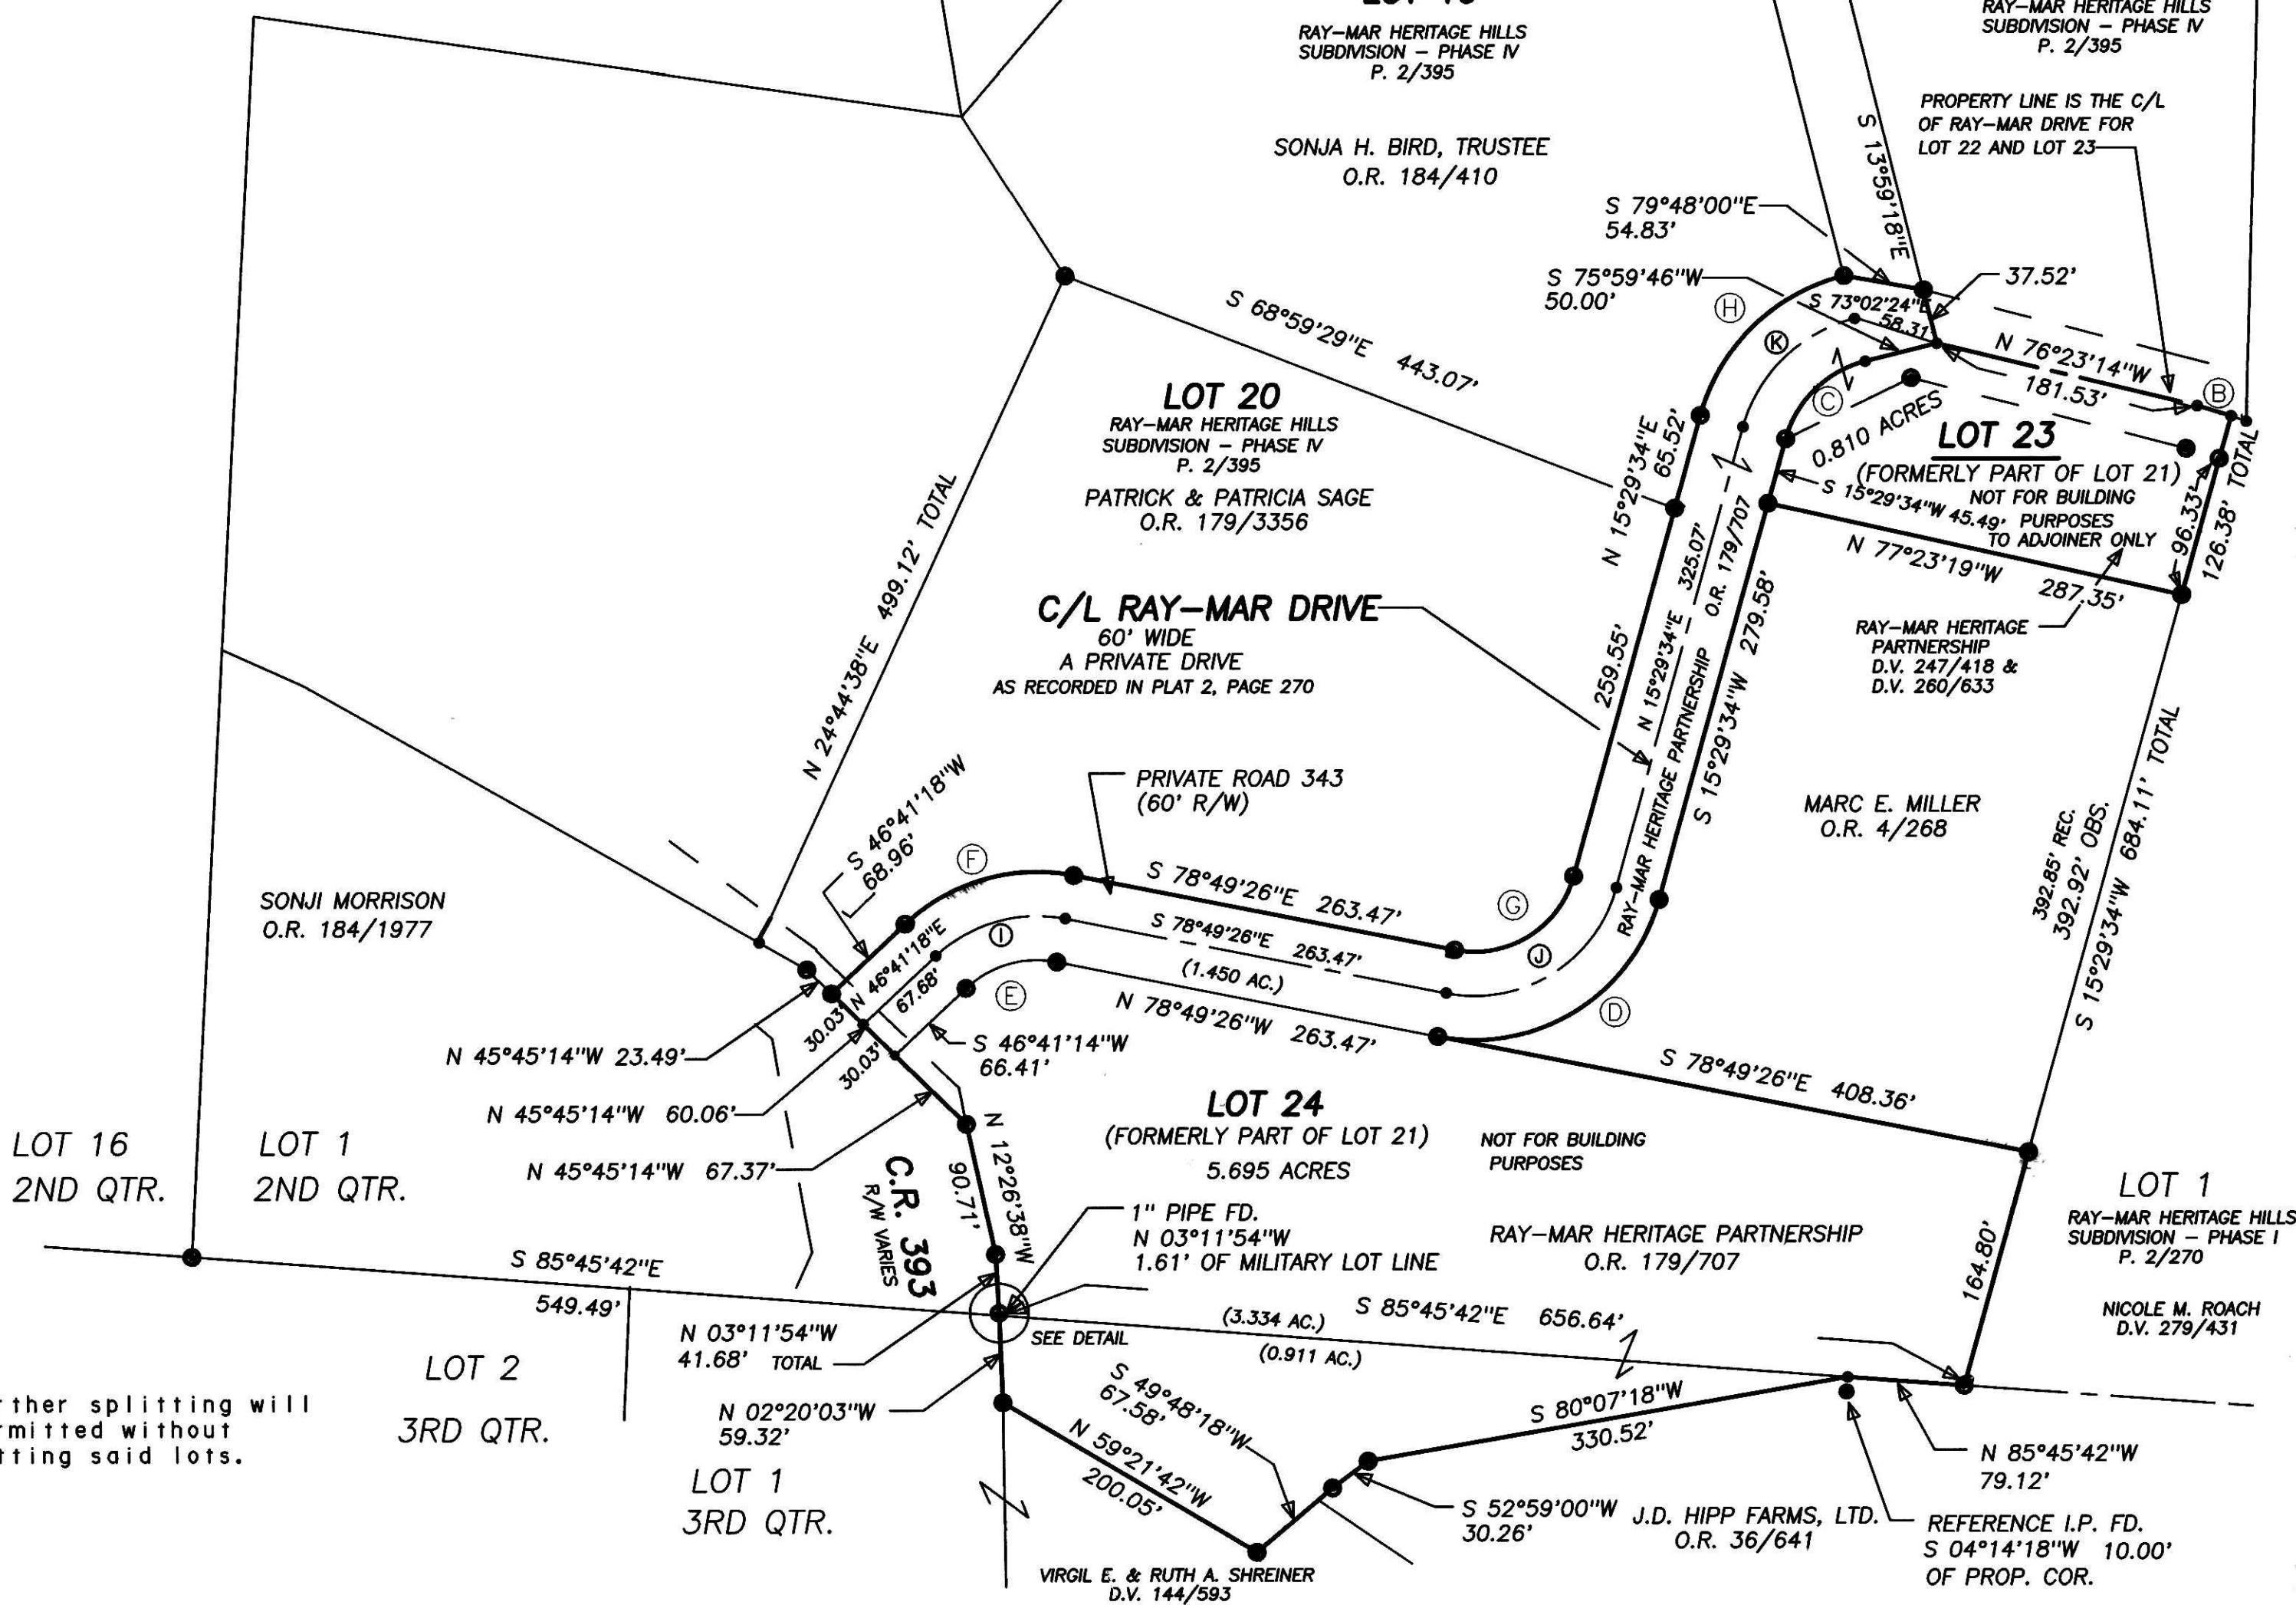 RAY-MAR HERITAGE HILLS
SUBDIVISION - PHASE IV
P. 2/395
SONJA H. BIRD, TRUSTEE
O.R. 184/410
RAY-MAR HERITAGE HILLS
SUBDIVISION - PHASE IV
P. 2/395
PROPERTY LINE IS THE C/L
OF RAY-MAR DRIVE FOR
LOT 22 AND LOT 23
S 13°59'18"E
S 79°48'00"E
54.83'
S 75°59'46"W
50.00'
37.52'
S 73°02'24"E
58.31'
N 76°23'14"W
181.53'
B
H
K
C
S 68°59'29"E 443.07'
LOT 20
RAY-MAR HERITAGE HILLS
SUBDIVISION - PHASE IV
P. 2/395
PATRICK & PATRICIA SAGE
O.R. 179/3356
N 15°29'34"E
65.52'
0.810 ACRES
LOT 23
(FORMERLY PART OF LOT 21)
NOT FOR BUILDING
PURPOSES
TO ADJOINER ONLY
S 15°29'34"W 45.49'
96.33'
126.38' TOTAL
N 77°23'19"W
287.35'
N 24°44'38"E 499.12' TOTAL
C/L RAY-MAR DRIVE
60' WIDE
A PRIVATE DRIVE
AS RECORDED IN PLAT 2, PAGE 270
259.55'
N 15°29'34"E 325.07'
RAY-MAR HERITAGE PARTNERSHIP O.R. 179/707
S 15°29'34"W 279.58'
RAY-MAR HERITAGE
PARTNERSHIP
D.V. 247/418 &
D.V. 260/633
MARC E. MILLER
O.R. 4/268
392.85' REC.
392.92' OBS.
S 15°29'34"W 684.11' TOTAL
PRIVATE ROAD 343
(60' R/W)
S 46°41'18"W
68.96'
F
S 78°49'26"E 263.47'
G
SONJI MORRISON
O.R. 184/1977
N 46°41'18"E
67.68'
I
S 78°49'26"E 263.47'
J
(1.450 AC.)
E
N 78°49'26"W 263.47'
D
30.03'
30.03'
N 45°45'14"W 23.49'
S 46°41'14"W
66.41'
S 78°49'26"E 408.36'
N 45°45'14"W 60.06'
N 45°45'14"W 67.37'
N 12°26'38"W
90.71'
C.R. 393
R/W VARIES
LOT 24
(FORMERLY PART OF LOT 21)
5.695 ACRES
NOT FOR BUILDING
PURPOSES
LOT 16
2ND QTR.
LOT 1
2ND QTR.
1" PIPE FD.
N 03°11'54"W
1.61' OF MILITARY LOT LINE
RAY-MAR HERITAGE PARTNERSHIP
O.R. 179/707
164.80'
LOT 1
RAY-MAR HERITAGE HILLS
SUBDIVISION - PHASE I
P. 2/270
NICOLE M. ROACH
D.V. 279/431
S 85°45'42"E
549.49'
N 03°11'54"W
41.68' TOTAL
SEE DETAIL
(3.334 AC.)
S 85°45'42"E 656.64'
(0.911 AC.)
LOT 2
3RD QTR.
ther splitting will
mitted without
tting said lots.
N 02°20'03"W
59.32'
S 49°48'18"W
67.58'
N 59°21'42"W
200.05'
S 80°07'18"W
330.52'
LOT 1
3RD QTR.
S 52°59'00"W
30.26'
J.D. HIPP FARMS, LTD.
O.R. 36/641
N 85°45'42"W
79.12'
REFERENCE I.P. FD.
S 04°14'18"W 10.00'
OF PROP. COR.
VIRGIL E. & RUTH A. SHREINER
D.V. 144/593